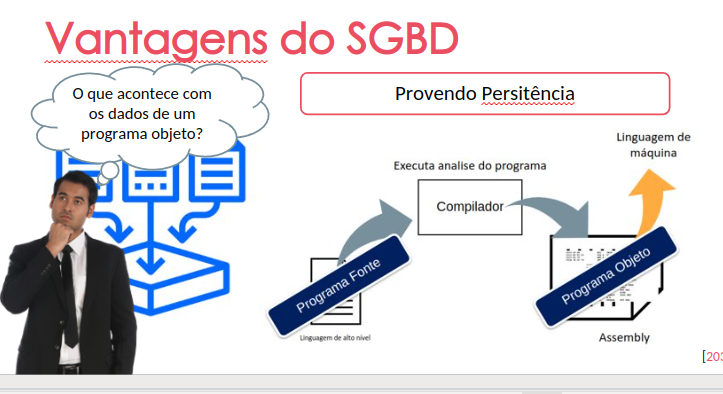 Vantagens do SGBD
O que acontece com
os dados de um
programa objeto?
Provendo Persitência
Linguagem de
máquina
Executa analise do programa
Compilador
Programa Fonte
Programa Objeto
Linguagem de alto nível
Assembly
[203